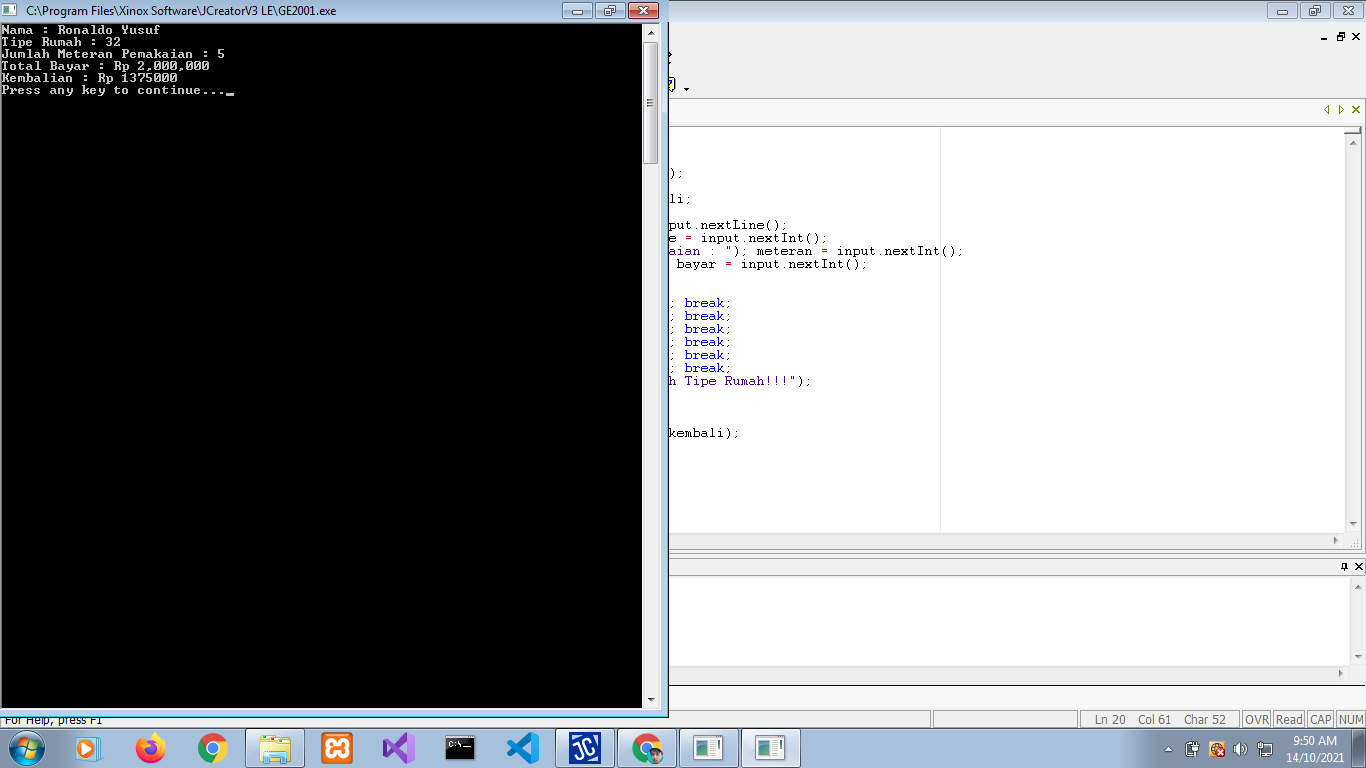 C:\Program Files\Xinox Software\JCreatorV3 LE\GE2001.exe
Nama : Ronaldo Yusuf
Tipe Rumah : 32
Jumlah Meteran Pemakaian : 5
Total Bayar : Rp 2,000,000
Kembalian : Rp 1375000
Press any key to continue..._
);
li;
put.nextLine();
e = input.nextInt();
aian : "); meteran = input.nextInt();
bayar = input.nextInt();
; break;
; break;
; break;
; break;
; break;
; break;
h Tipe Rumah!!!");
kembali);
For Help, press F1
Ln 20 Col 61 Char 52 OVR Read CAP NUM
C:\_
JC
9:50 AM
14/10/2021